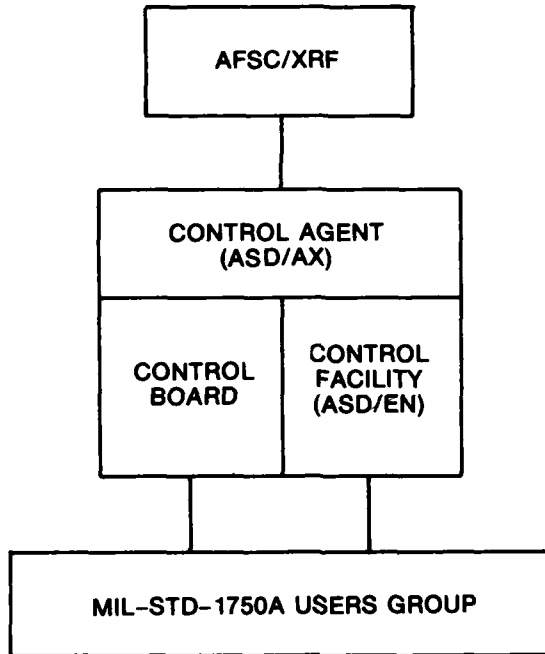 AFSC/XRF
CONTROL AGENT
(ASD/AX)
CONTROL
BOARD
CONTROL
FACILITY
(ASD/EN)
MIL-STD-1750A USERS GROUP